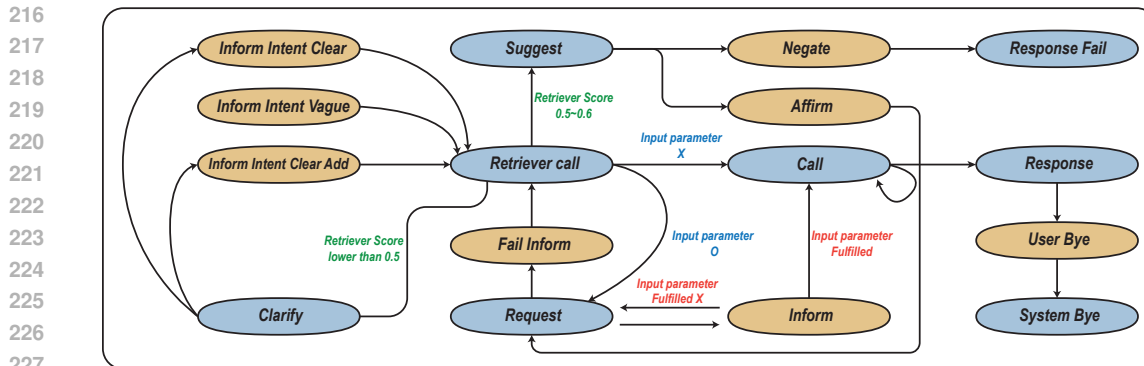 216
217
218
219
220
221
222
223
224
225
226
227
Inform Intent Clear
Suggest
Negate
Response Fail
Inform Intent Vague
Retriever Score
0.5~0.6
Affirm
Inform Intent Clear Add
Retriever call
Input parameter
X
Call
Response
Retriever Score
lower than 0.5
Fail Inform
Input parameter
O
Input parameter
Fulfilled
User Bye
Clarify
Request
Input parameter
Fulfilled X
Inform
System Bye